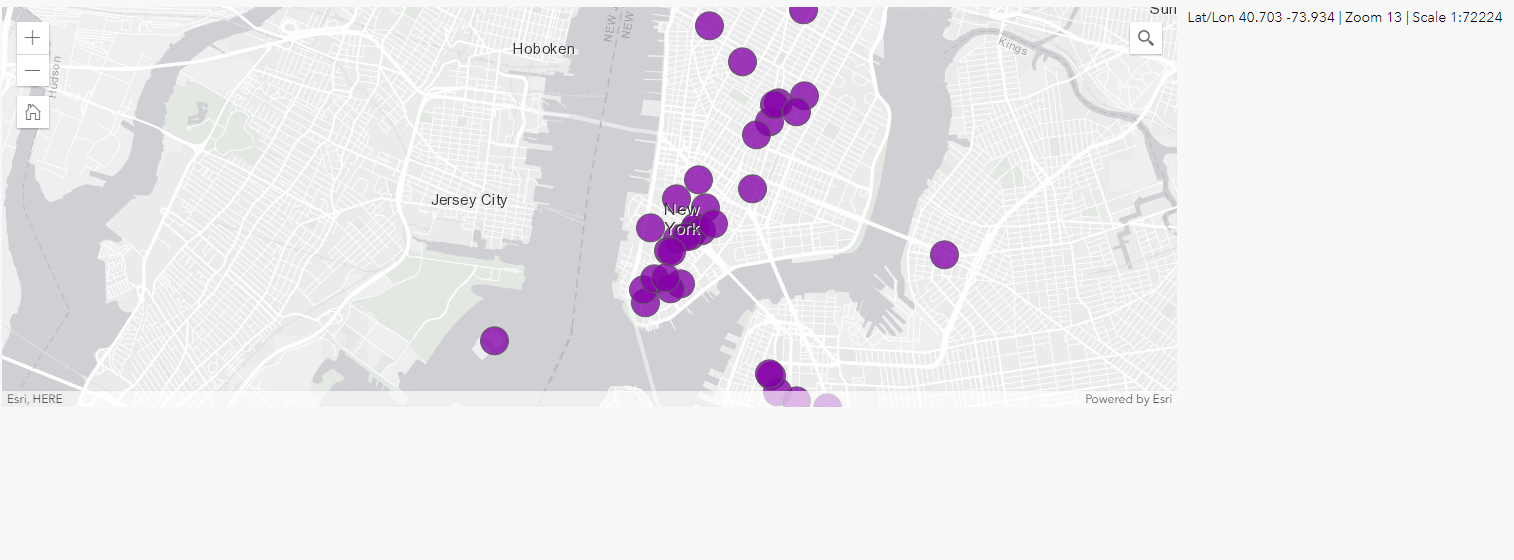 Sun
Lat/Lon 40.703 -73.934 | Zoom 13 | Scale 1:72224
Hoboken
NEW
Kings
Hudson
Jersey City
New
York
Esri, HERE
Powered by Esri